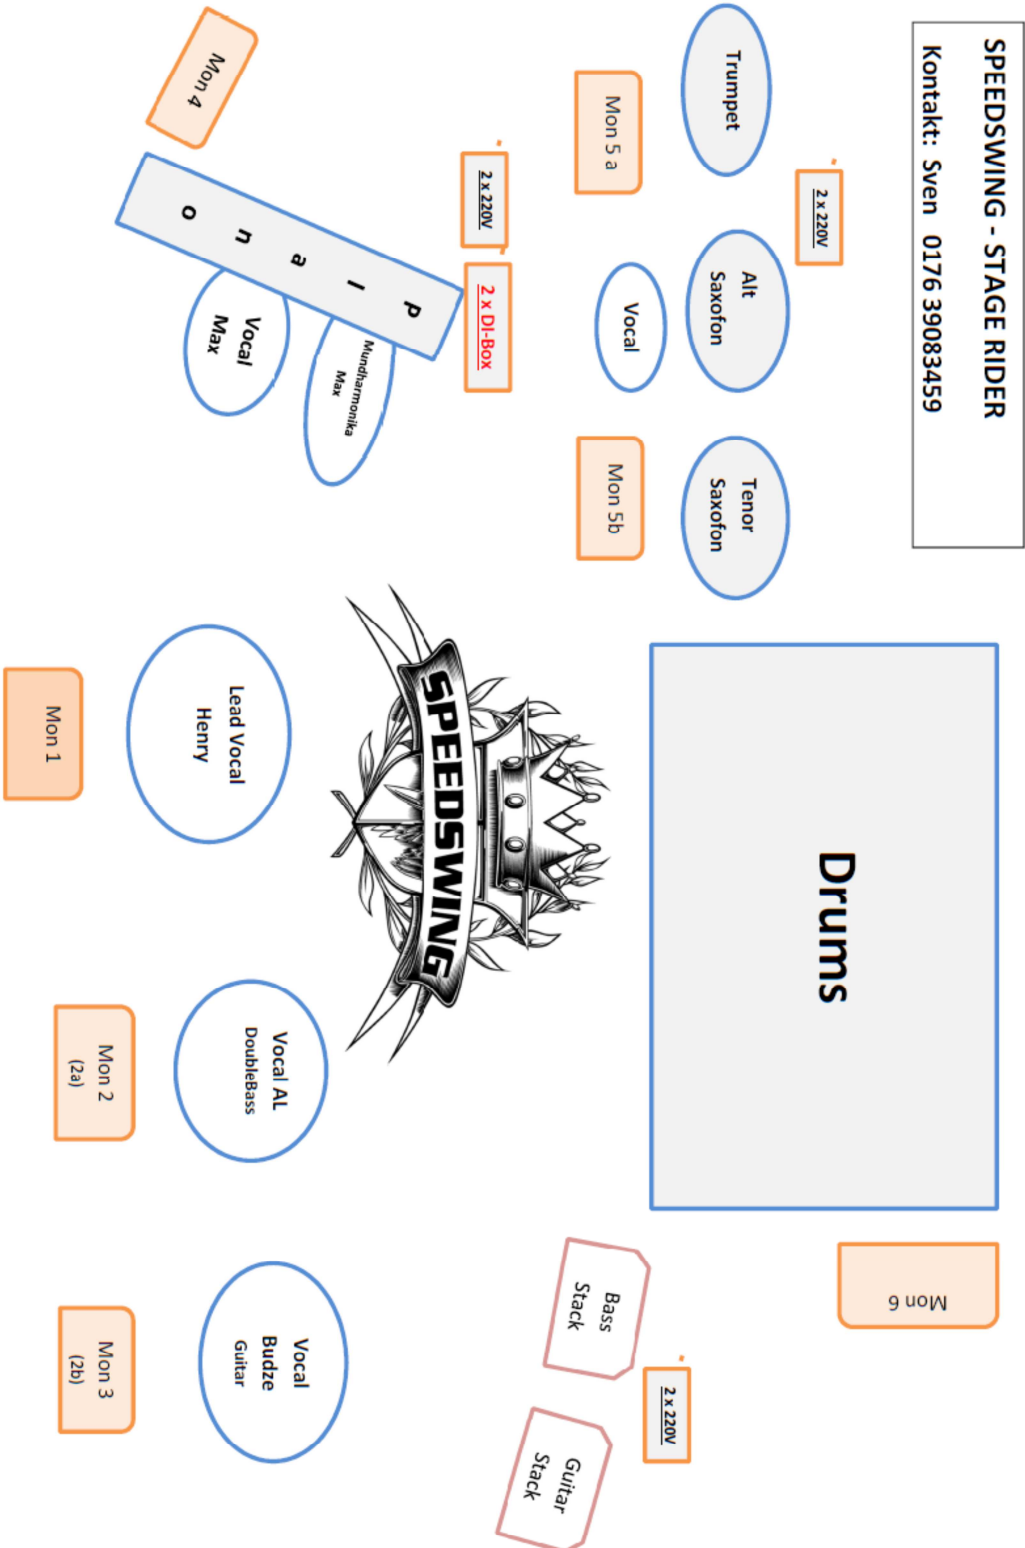 SPEEDSWING - STAGE RIDER
Kontakt: Sven 0176 39083459
2 x 220V
Trumpet
Alt
Saxofon
Tenor
Saxofon
Vocal
Mon 5 a
Mon 5b
Drums
Mon 6
2 x 220V
2 x DI-Box
P
I
a
n
o
Mundharmonika
Max
Vocal
Max
Mon 4
SPEEDSWING
Bass
Stack
2 x 220V
Guitar
Stack
Lead Vocal
Henry
Vocal AL
DoubleBass
Vocal
Budze
Guitar
Mon 1
Mon 2
(2a)
Mon 3
(2b)